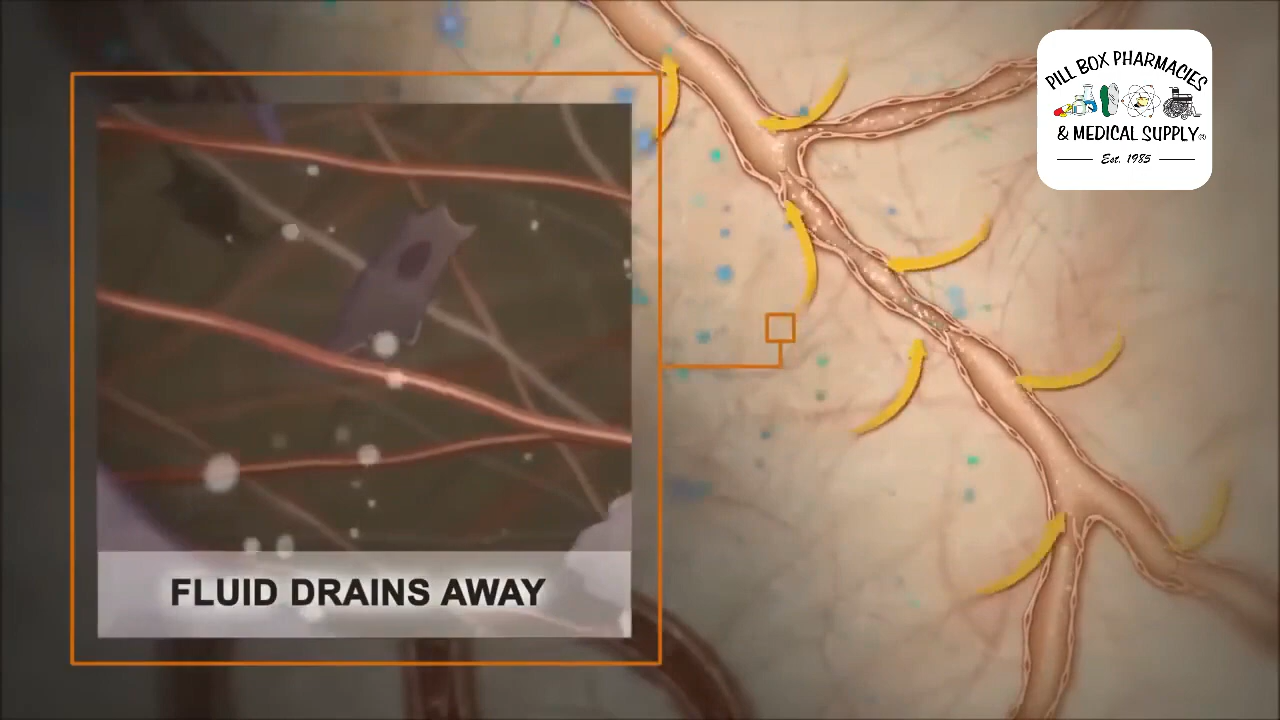 PILL BOX PHARMACIES
& MEDICAL SUPPLY®
Est. 1985
FLUID DRAINS AWAY